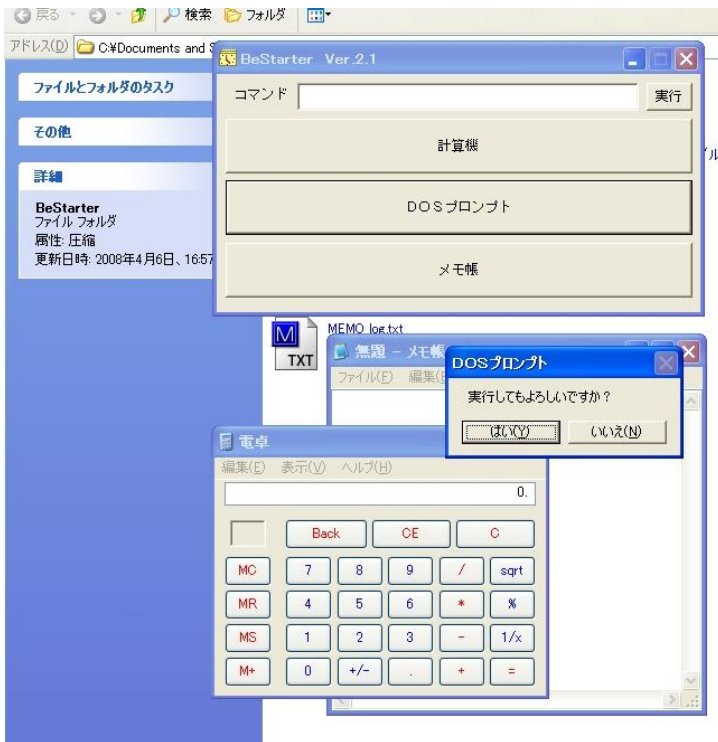 戻る
検索
フォルダ
アドレス(D)
C:¥Documents and S
ファイルとフォルダのタスク
その他
詳細
BeStarter
ファイル フォルダ
属性: 圧縮
更新日時: 2008年4月6日、16:57
BeStarter Ver.2.1
コマンド
実行
計算機
DOSプロンプト
メモ帳
MEMO_log.txt
M
TXT
無題 - メモ帳
ファイル(F) 編集(E
DOSプロンプト
実行してもよろしいですか？
はい(Y) いいえ(N)
電卓
編集(E) 表示(V) ヘルプ(H)
0.
Back CE C
MC 7 8 9 / sqrt
MR 4 5 6 * %
MS 1 2 3 - 1/x
M+ 0 +/- . + =